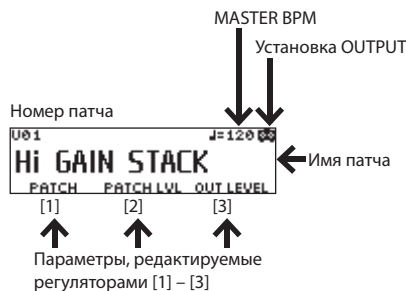 MASTER BPM
Установка OUTPUT
Номер патча
U01 ♩=120
Hi GAIN STACK
Имя патча
PATCH PATCH LVL OUT LEVEL
[1] [2] [3]
Параметры, редактируемые
регуляторами [1] – [3]